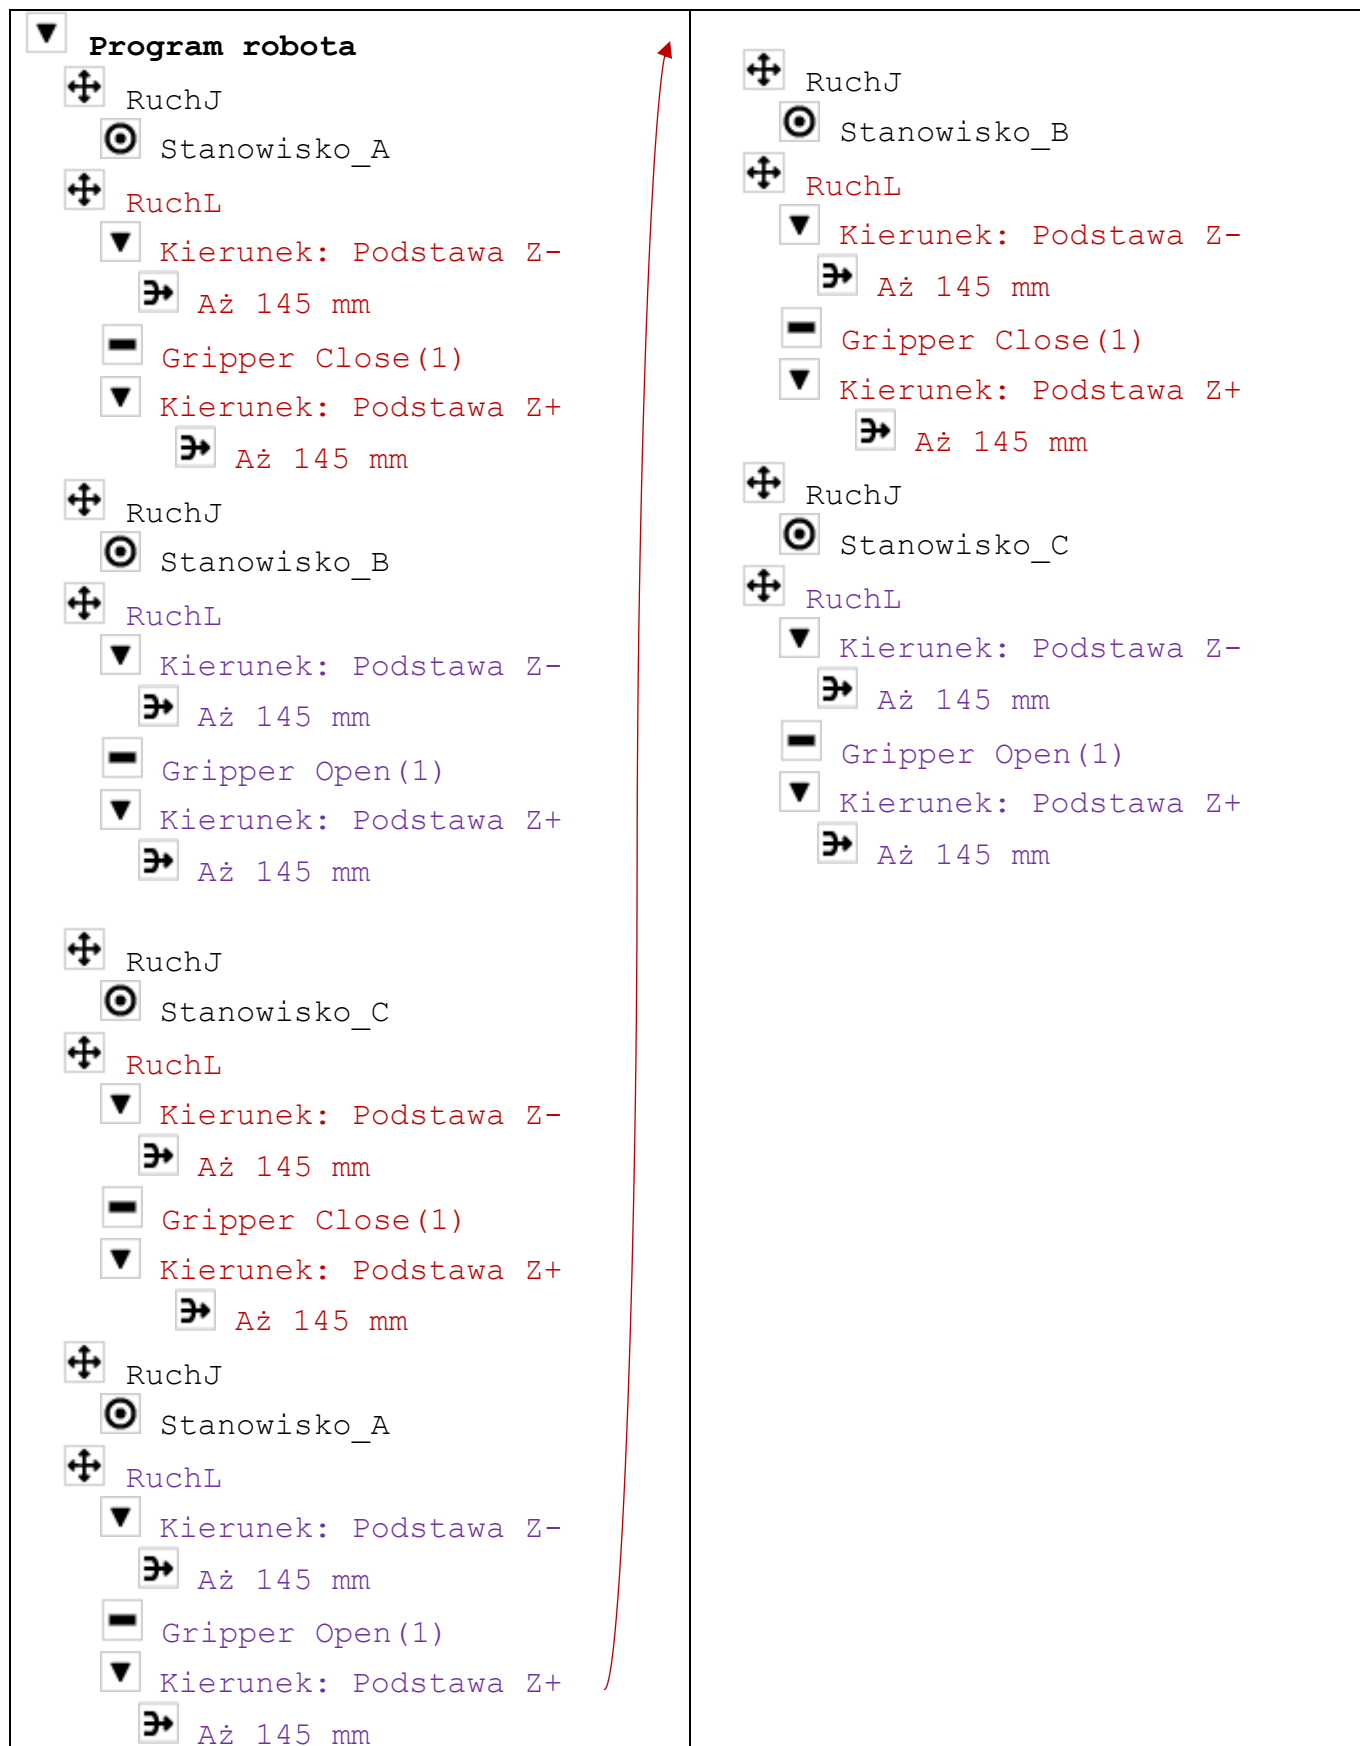 Program robota
RuchJ
Stanowisko_A
RuchL
Kierunek: Podstawa Z-
Aż 145 mm
Gripper Close(1)
Kierunek: Podstawa Z+
Aż 145 mm
RuchJ
Stanowisko_B
RuchL
Kierunek: Podstawa Z-
Aż 145 mm
Gripper Open(1)
Kierunek: Podstawa Z+
Aż 145 mm
RuchJ
Stanowisko_C
RuchL
Kierunek: Podstawa Z-
Aż 145 mm
Gripper Close(1)
Kierunek: Podstawa Z+
Aż 145 mm
RuchJ
Stanowisko_A
RuchL
Kierunek: Podstawa Z-
Aż 145 mm
Gripper Open(1)
Kierunek: Podstawa Z+
Aż 145 mm
RuchJ
Stanowisko_B
RuchL
Kierunek: Podstawa Z-
Aż 145 mm
Gripper Close(1)
Kierunek: Podstawa Z+
Aż 145 mm
RuchJ
Stanowisko_C
RuchL
Kierunek: Podstawa Z-
Aż 145 mm
Gripper Open(1)
Kierunek: Podstawa Z+
Aż 145 mm